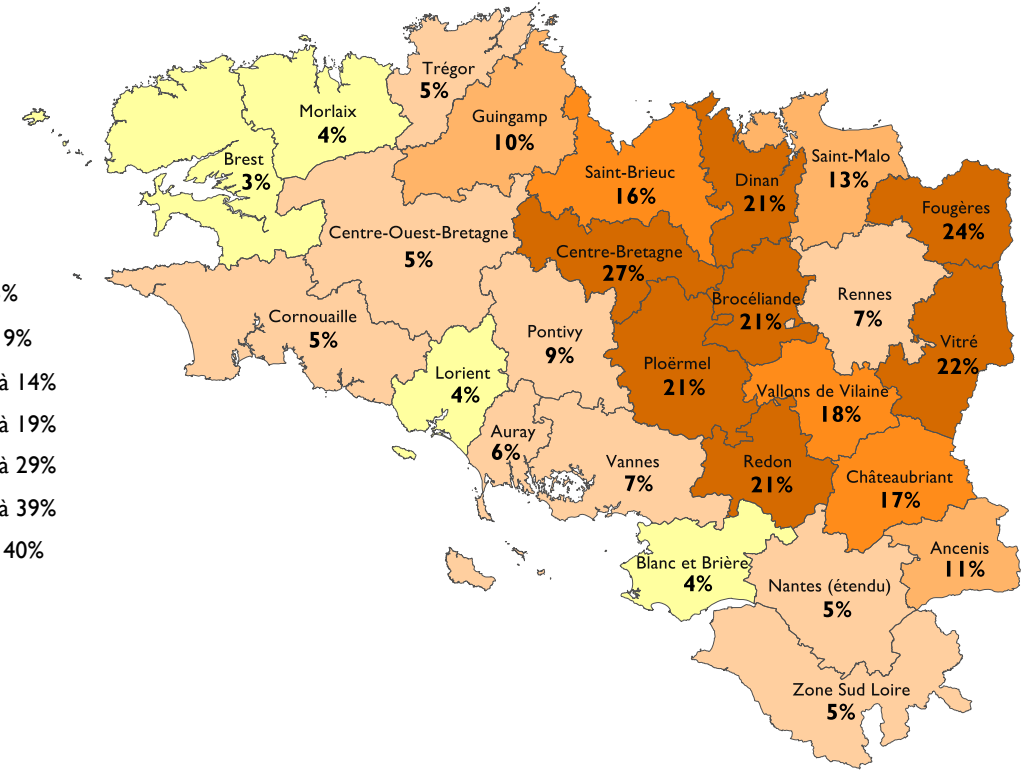 Trégor
5%
Morlaix
4%
Guingamp
10%
Brest
3%
Saint-Brieuc
16%
Dinan
21%
Saint-Malo
13%
Fougères
24%
Centre-Ouest-Bretagne
5%
Centre-Bretagne
27%
%
9%
à 14%
à 19%
à 29%
à 39%
40%
Cornouaille
5%
Pontivy
9%
Brocéliande
21%
Rennes
7%
Vitré
22%
Lorient
4%
Ploërmel
21%
Vallons de Vilaine
18%
Auray
6%
Vannes
7%
Redon
21%
Châteaubriant
17%
Blanc et Brière
4%
Nantes (étendu)
5%
Ancenis
11%
Zone Sud Loire
5%